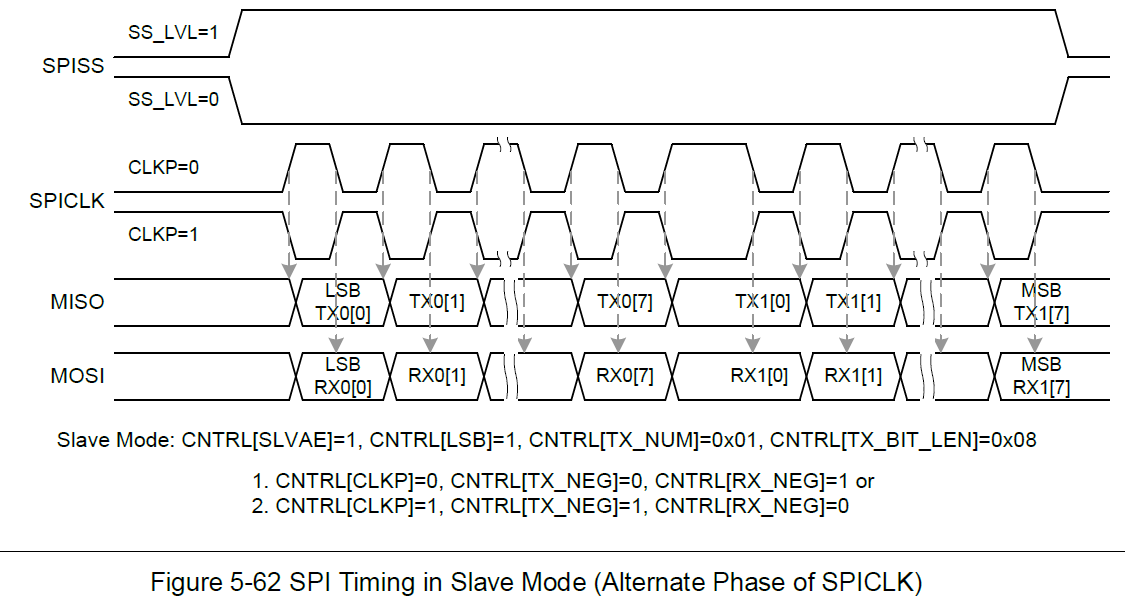 SS_LVL=1
SPISS
SS_LVL=0
CLKP=0
SPICLK
CLKP=1
MISO
LSB
TX0[0]
TX0[1]
TX0[7]
TX1[0]
TX1[1]
MSB
TX1[7]
MOSI
LSB
RX0[0]
RX0[1]
RX0[7]
RX1[0]
RX1[1]
MSB
RX1[7]
Slave Mode: CNTRL[SLVAE]=1, CNTRL[LSB]=1, CNTRL[TX_NUM]=0x01, CNTRL[TX_BIT_LEN]=0x08
1. CNTRL[CLKP]=0, CNTRL[TX_NEG]=0, CNTRL[RX_NEG]=1 or
2. CNTRL[CLKP]=1, CNTRL[TX_NEG]=1, CNTRL[RX_NEG]=0
Figure 5-62 SPI Timing in Slave Mode (Alternate Phase of SPICLK)